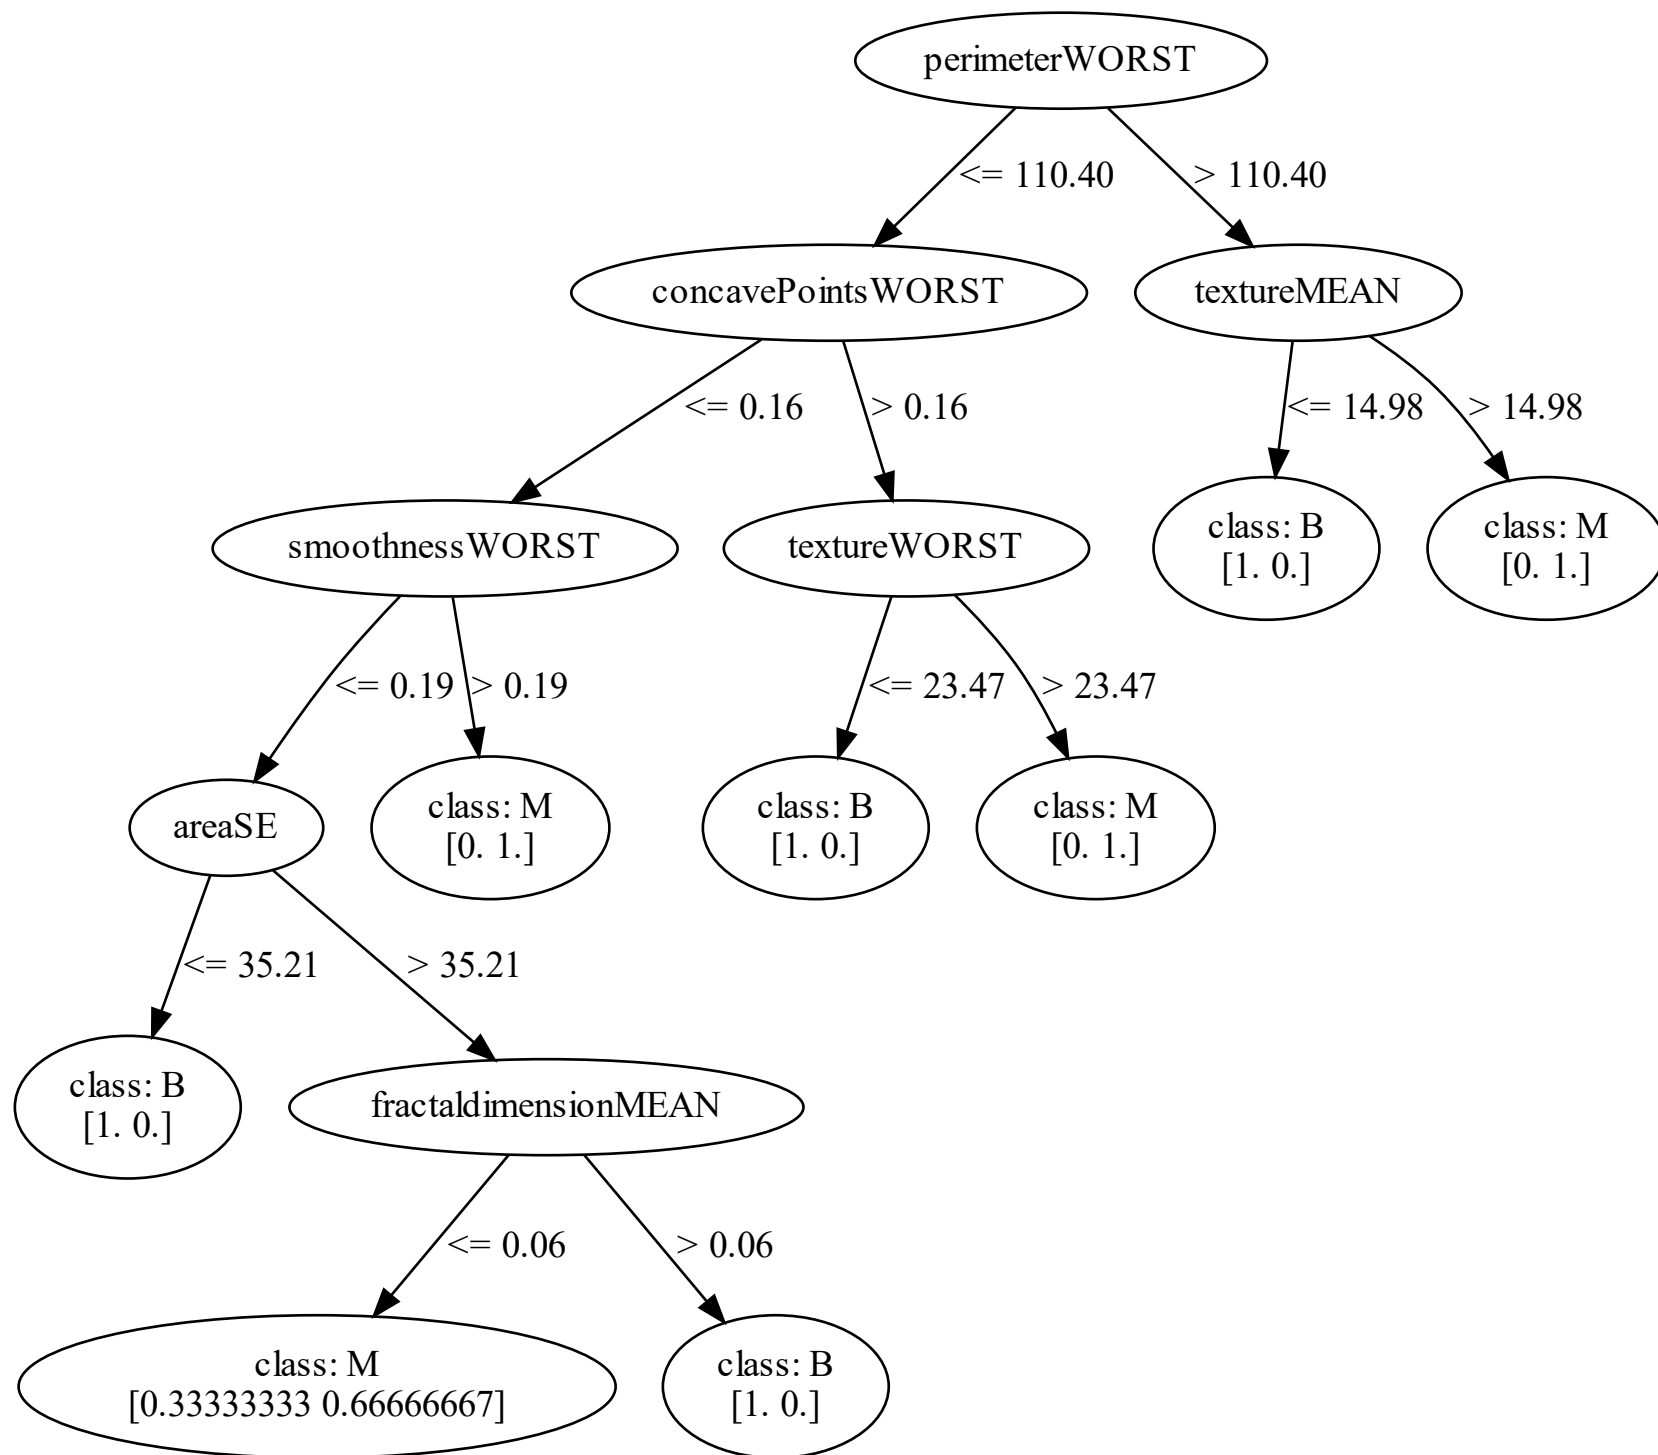 perimeterWORST
<= 110.40
> 110.40
concavePointsWORST
textureMEAN
<= 0.16
> 0.16
<= 14.98
> 14.98
smoothnessWORST
textureWORST
class: B
[1. 0.]
class: M
[0. 1.]
<= 0.19
> 0.19
<= 23.47
> 23.47
areaSE
class: M
[0. 1.]
class: B
[1. 0.]
class: M
[0. 1.]
<= 35.21
> 35.21
class: B
[1. 0.]
fractaldimensionMEAN
<= 0.06
> 0.06
class: M
[0.33333333 0.66666667]
class: B
[1. 0.]